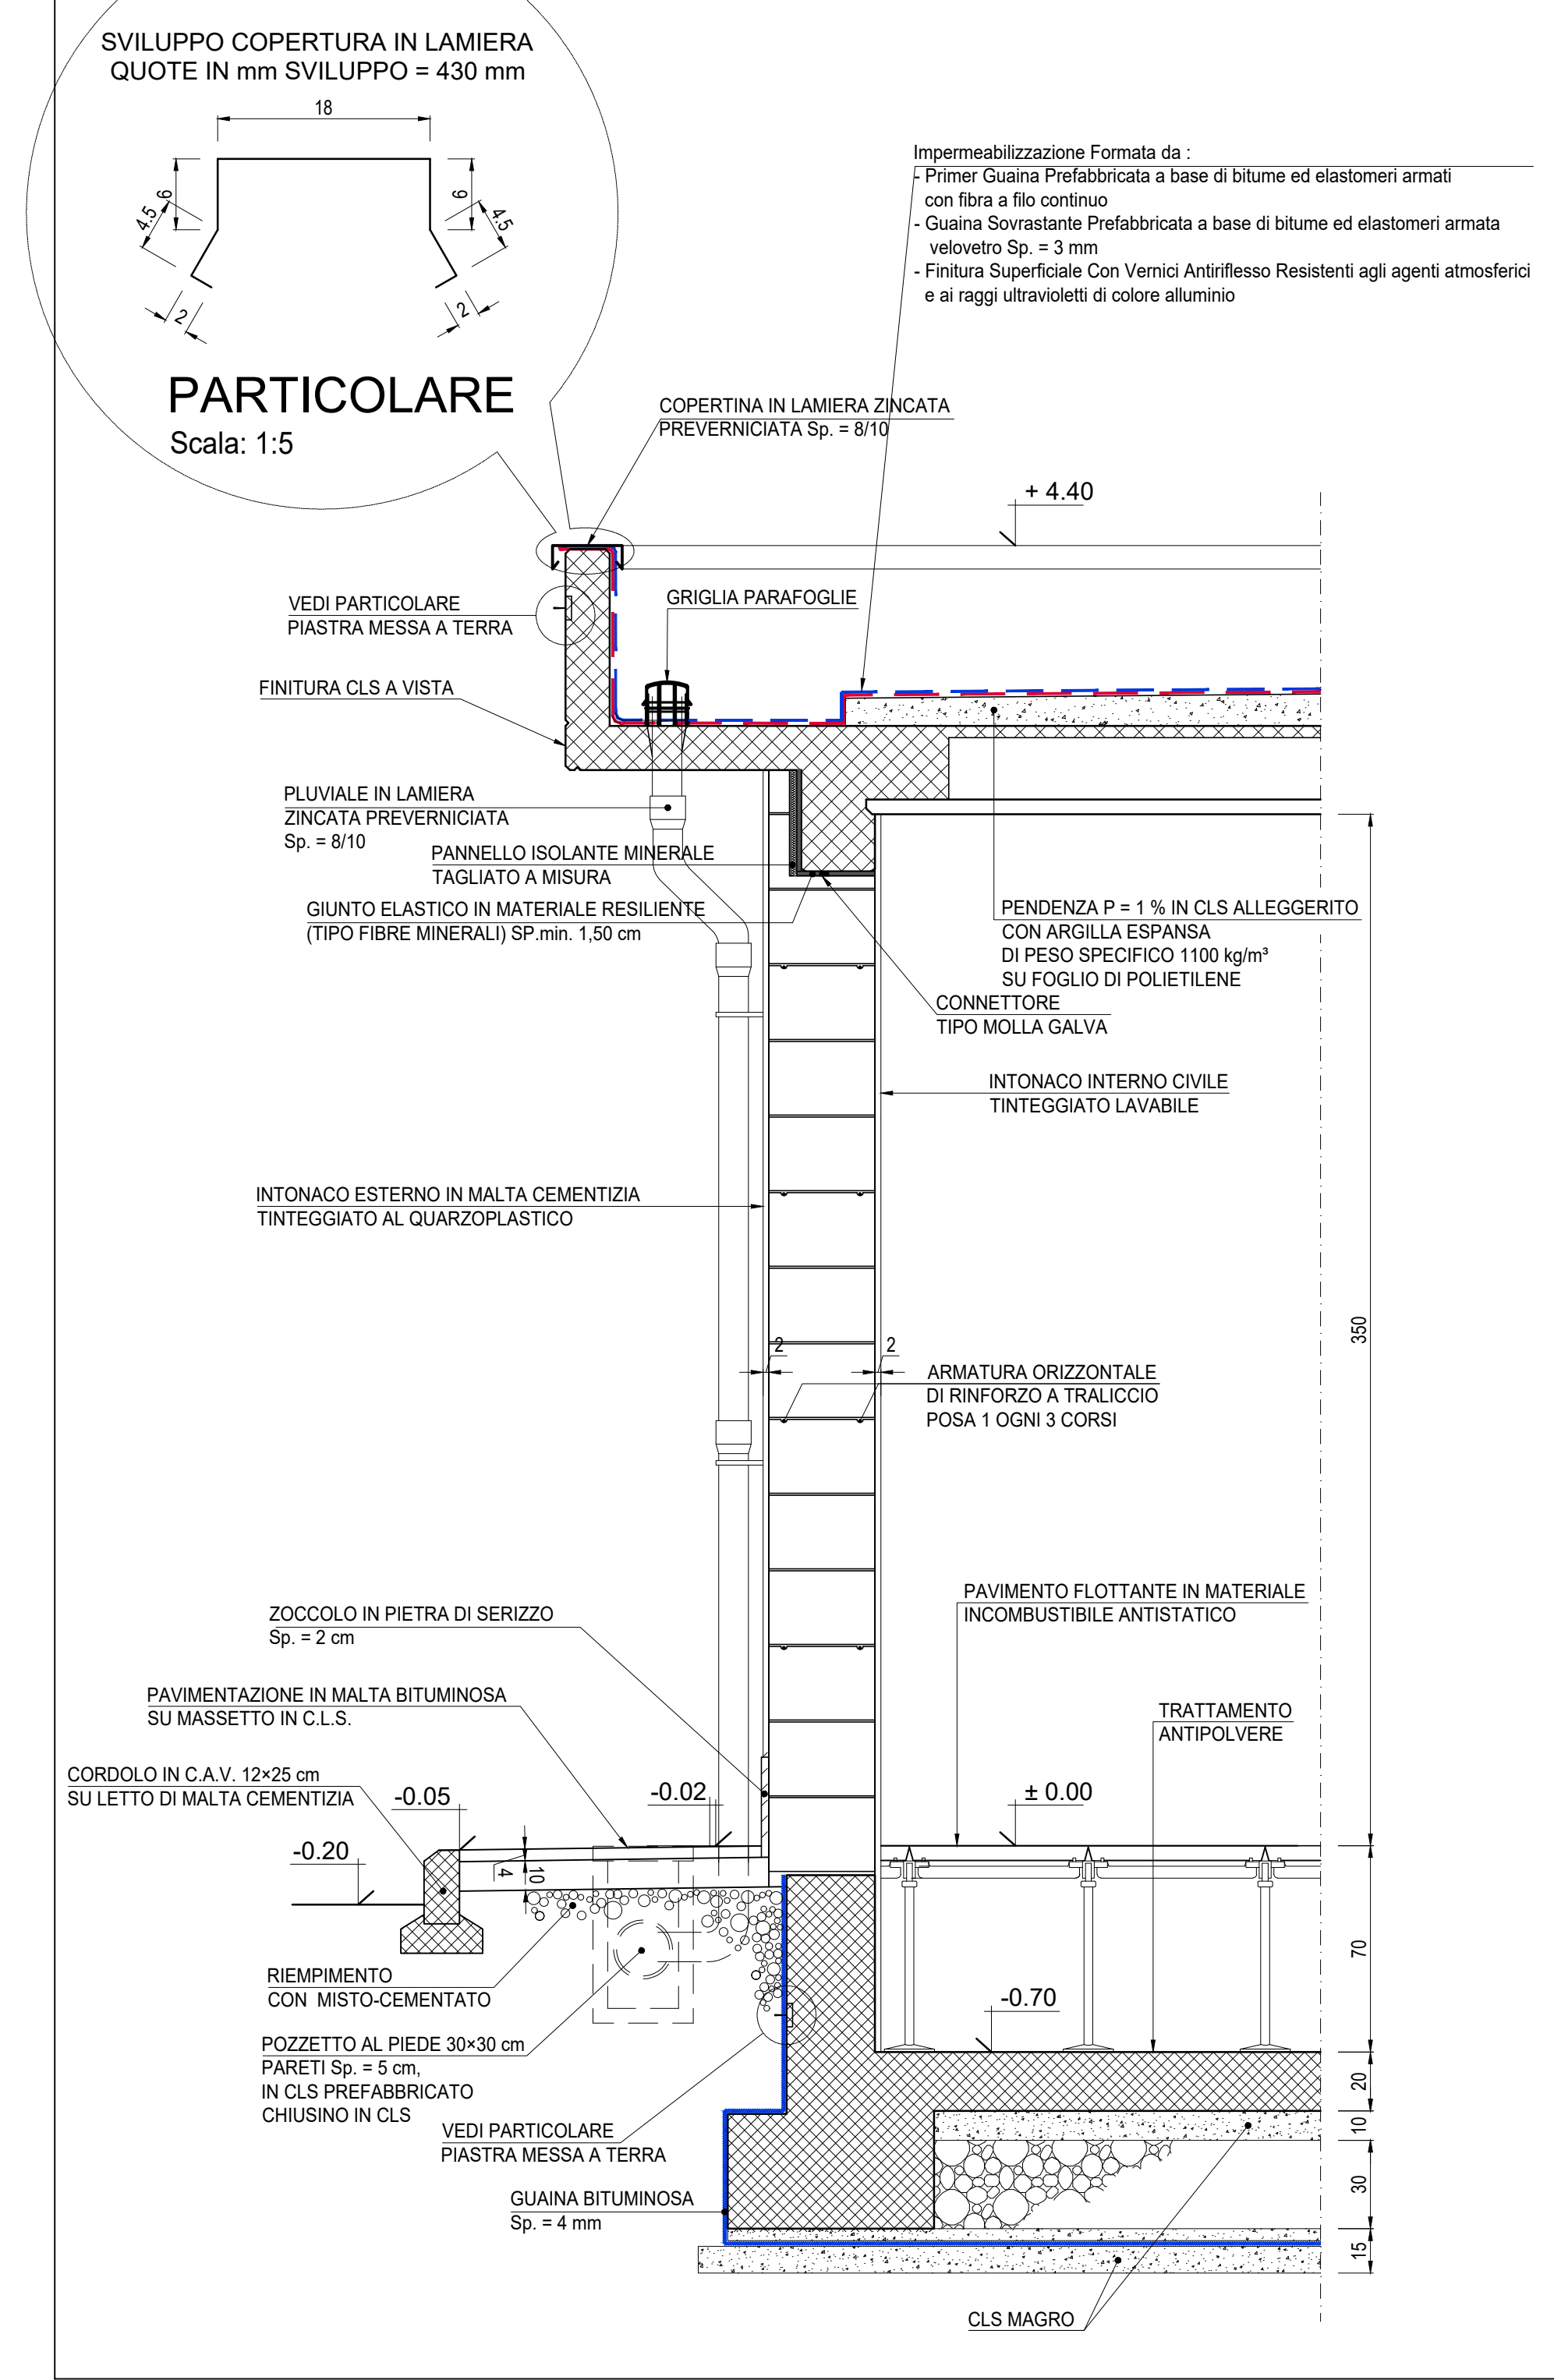 SVILUPPO COPERTURA IN LAMIERA
QUOTE IN mm SVILUPPO = 430 mm
18
6
6
4.5
4.5
2
2
PARTICOLARE
Scala: 1:5
Impermeabilizzazione Formata da :
- Primer Guaina Prefabbricata a base di bitume ed elastomeri armati
con fibra a filo continuo
- Guaina Sovrastante Prefabbricata a base di bitume ed elastomeri armata
velovetro Sp. = 3 mm
- Finitura Superficiale Con Vernici Antiriflesso Resistenti agli agenti atmosferici
e ai raggi ultravioletti di colore alluminio
COPERTINA IN LAMIERA ZINCATA
PREVERNICIATA Sp. = 8/10
+ 4.40
VEDI PARTICOLARE
PIASTRA MESSA A TERRA
GRIGLIA PARAFOGLIE
FINITURA CLS A VISTA
PLUVIALE IN LAMIERA
ZINCATA PREVERNICIATA
Sp. = 8/10
PANNELLO ISOLANTE MINERALE
TAGLIATO A MISURA
GIUNTO ELASTICO IN MATERIALE RESILIENTE
(TIPO FIBRE MINERALI) SP.min. 1,50 cm
PENDENZA P = 1 % IN CLS ALLEGGERITO
CON ARGILLA ESPANSA
DI PESO SPECIFICO 1100 kg/m³
SU FOGLIO DI POLIETILENE
CONNETTORE
TIPO MOLLA GALVA
INTONACO INTERNO CIVILE
TINTEGGIATO LAVABILE
INTONACO ESTERNO IN MALTA CEMENTIZIA
TINTEGGIATO AL QUARZOPLASTICO
350
2
2
ARMATURA ORIZZONTALE
DI RINFORZO A TRALICCIO
POSA 1 OGNI 3 CORSI
PAVIMENTO FLOTTANTE IN MATERIALE
INCOMBUSTIBILE ANTISTATICO
ZOCCOLO IN PIETRA DI SERIZZO
Sp. = 2 cm
PAVIMENTAZIONE IN MALTA BITUMINOSA
SU MASSETTO IN C.L.S.
TRATTAMENTO
ANTIPOLVERE
CORDOLO IN C.A.V. 12×25 cm
SU LETTO DI MALTA CEMENTIZIA
-0.05
-0.02
± 0.00
-0.20
4
10
70
RIEMPIMENTO
CON MISTO-CEMENTATO
-0.70
POZZETTO AL PIEDE 30×30 cm
PARETI Sp. = 5 cm,
IN CLS PREFABBRICATO
CHIUSINO IN CLS
20
10
VEDI PARTICOLARE
PIASTRA MESSA A TERRA
30
GUAINA BITUMINOSA
Sp. = 4 mm
15
CLS MAGRO